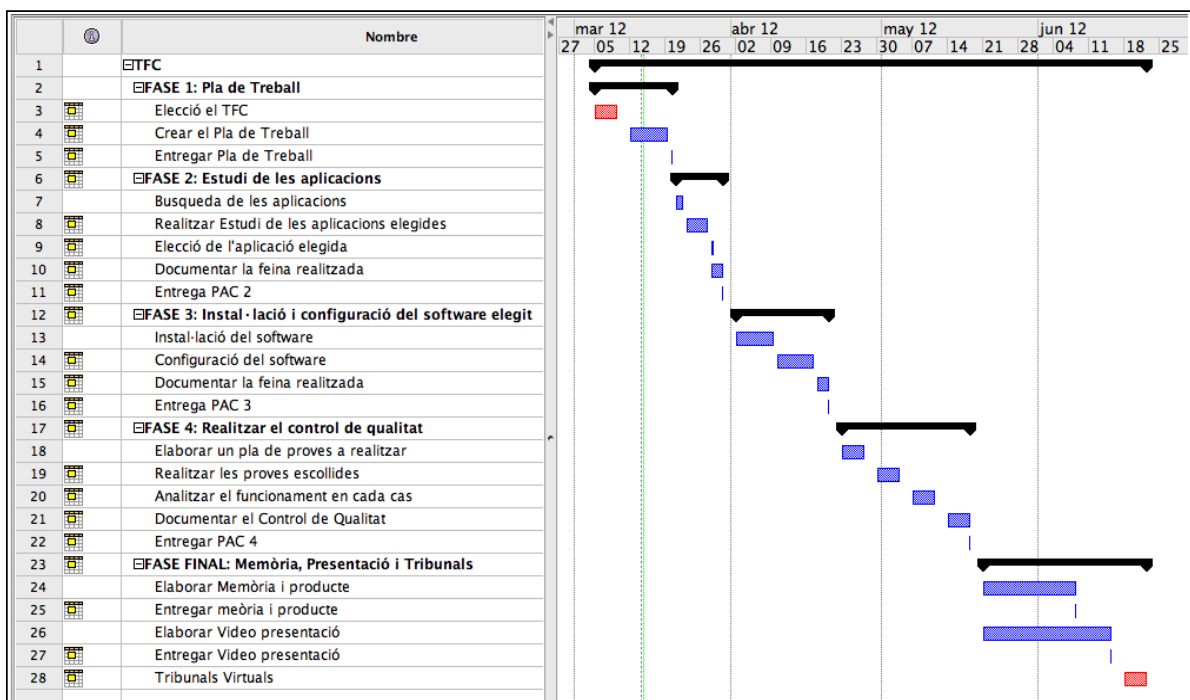 Nombre
mar 12 abr 12 may 12 jun 12
27 05 12 19 26 02 09 16 23 30 07 14 21 28 04 11 18 25
1 TFC
2 FASE 1: Pla de Treball
3 Elecció el TFC
4 Crear el Pla de Treball
5 Entregar Pla de Treball
6 FASE 2: Estudi de les aplicacions
7 Busqueda de les aplicacions
8 Realitzar Estudi de les aplicacions elegides
9 Elecció de l'aplicació elegida
10 Documentar la feina realitzada
11 Entrega PAC 2
12 FASE 3: Instal·lació i configuració del software elegit
13 Instal·lació del software
14 Configuració del software
15 Documentar la feina realitzada
16 Entrega PAC 3
17 FASE 4: Realitzar el control de qualitat
18 Elaborar un pla de proves a realitzar
19 Realitzar les proves escollides
20 Analitzar el funcionament en cada cas
21 Documentar el Control de Qualitat
22 Entregar PAC 4
23 FASE FINAL: Memòria, Presentació i Tribunals
24 Elaborar Memòria i producte
25 Entregar meòria i producte
26 Elaborar Video presentació
27 Entregar Video presentació
28 Tribunals Virtuals